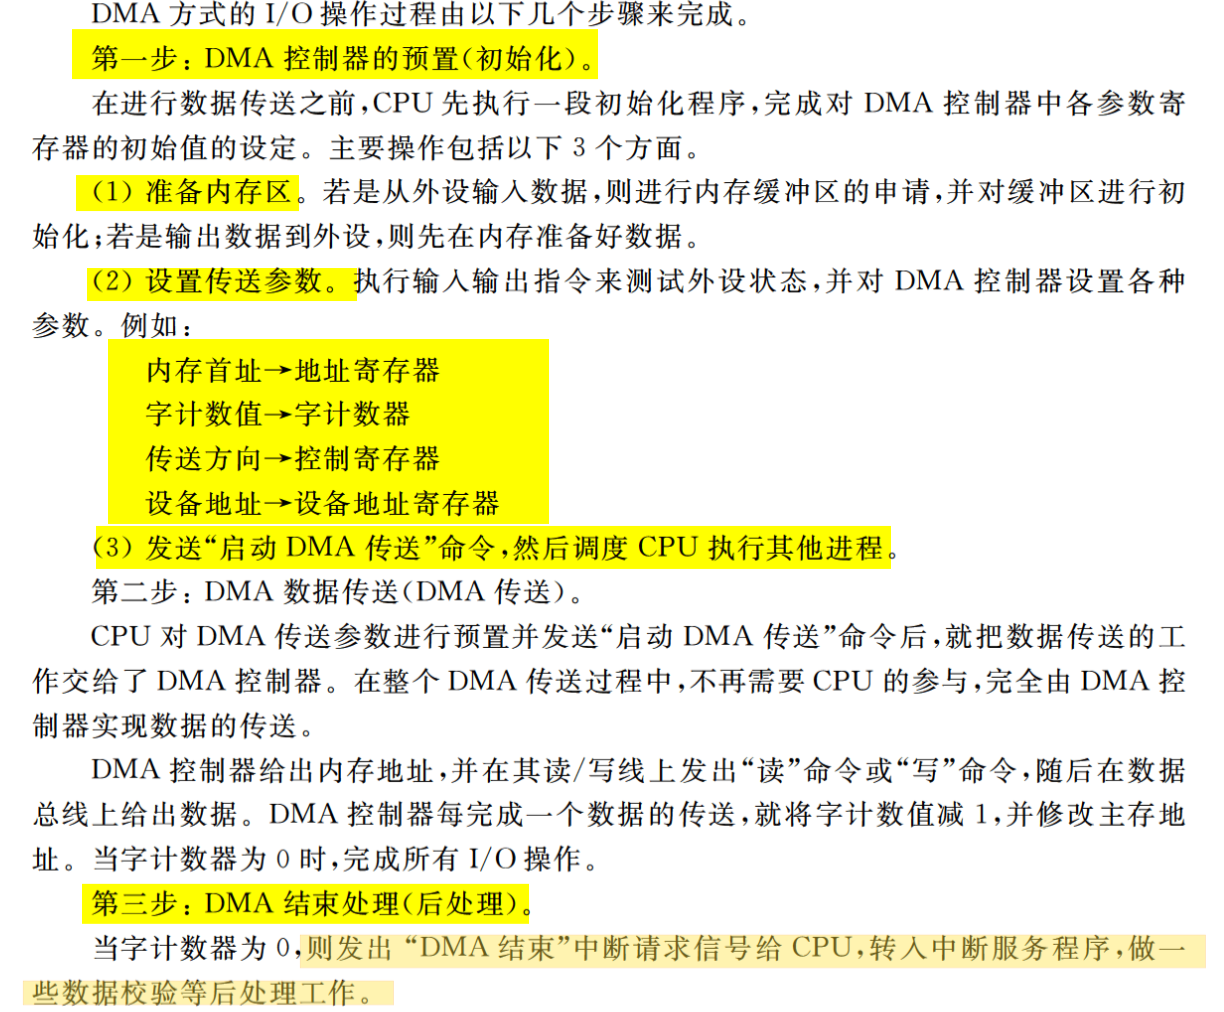 DMA 方式的 I/O 操作过程由以下几个步骤来完成。
第一步: DMA 控制器的预置(初始化)。
在进行数据传送之前,CPU 先执行一段初始化程序,完成对 DMA 控制器中各参数寄
存器的初始值的设定。主要操作包括以下 3 个方面。
(1) 准备内存区。若是从外设输入数据,则进行内存缓冲区的申请,并对缓冲区进行初
始化;若是输出数据到外设,则先在内存准备好数据。
(2) 设置传送参数。执行输入输出指令来测试外设状态,并对 DMA 控制器设置各种
参数。例如:
内存首址→地址寄存器
字计数值→字计数器
传送方向→控制寄存器
设备地址→设备地址寄存器
(3) 发送“启动 DMA 传送”命令,然后调度 CPU 执行其他进程。
第二步: DMA 数据传送(DMA 传送)。
CPU 对 DMA 传送参数进行预置并发送“启动 DMA 传送”命令后,就把数据传送的工
作交给了 DMA 控制器。在整个 DMA 传送过程中,不再需要 CPU 的参与,完全由 DMA 控
制器实现数据的传送。
DMA 控制器给出内存地址,并在其读/写线上发出“读”命令或“写”命令,随后在数据
总线上给出数据。DMA 控制器每完成一个数据的传送,就将字计数值减 1,并修改主存地
址。当字计数器为 0 时,完成所有 I/O 操作。
第三步: DMA 结束处理(后处理)。
当字计数器为 0,则发出 “DMA 结束”中断请求信号给 CPU,转入中断服务程序,做一
些数据校验等后处理工作。